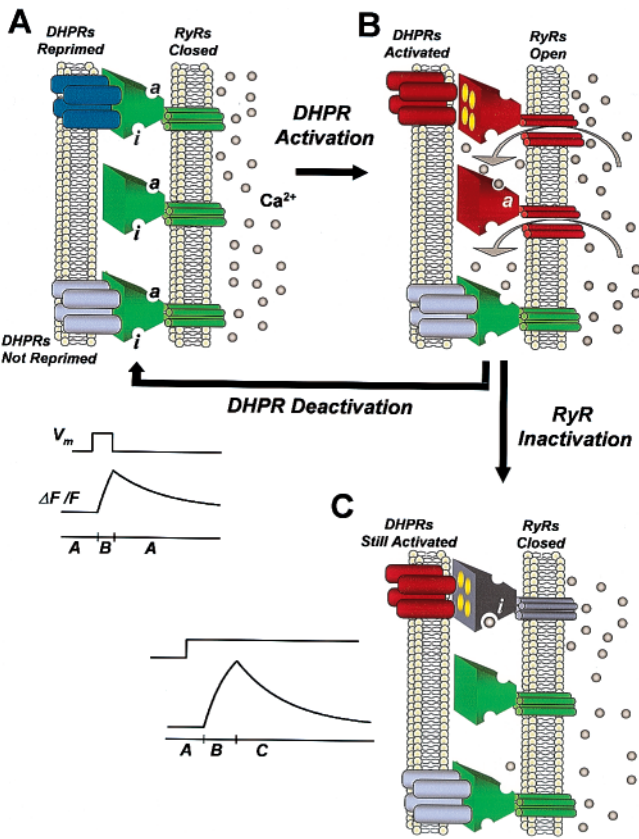 A
DHPRs
Reprimed
RyRs
Closed
a
i
a
i
a
i
DHPRs
Not Reprimed
Ca2+
DHPR
Activation
B
DHPRs
Activated
RyRs
Open
a
DHPR Deactivation
RyR
Inactivation
Vm
ΔF /F
A B A
A B C
C
DHPRs
Still Activated
RyRs
Closed
i